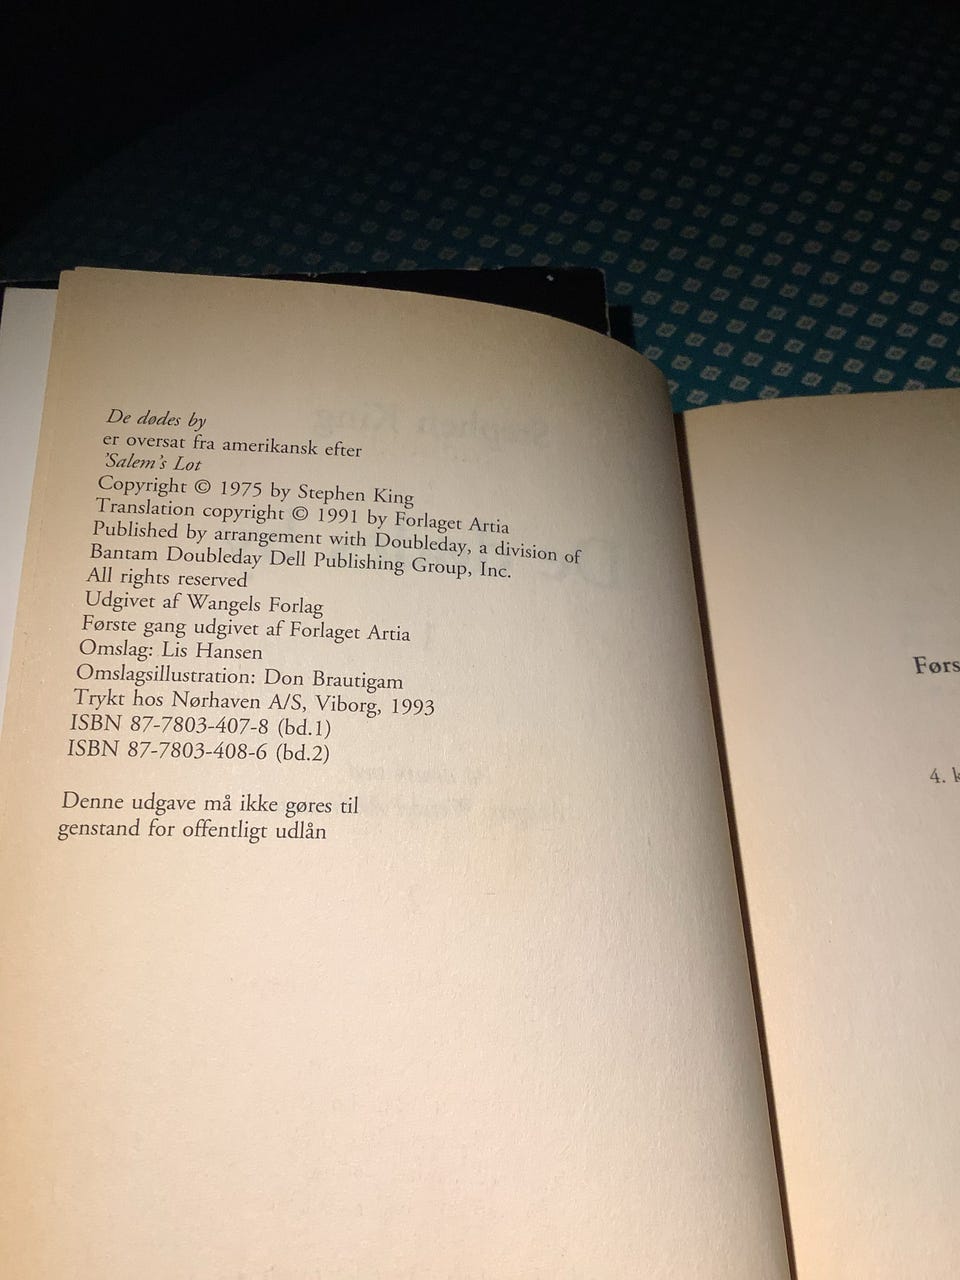 De dødes by
er oversat fra amerikansk efter
'Salem's Lot
Copyright © 1975 by Stephen King
Translation copyright © 1991 by Forlaget Artia
Published by arrangement with Doubleday, a division of
Bantam Doubleday Dell Publishing Group, Inc.
All rights reserved
Udgivet af Wangels Forlag
Første gang udgivet af Forlaget Artia
Omslag: Lis Hansen
Omslagsillustration: Don Brautigam
Trykt hos Nørhaven A/S, Viborg, 1993
ISBN 87-7803-407-8 (bd.1)
ISBN 87-7803-408-6 (bd.2)
Denne udgave må ikke gøres til
genstand for offentligt udlån
Førs
4. k